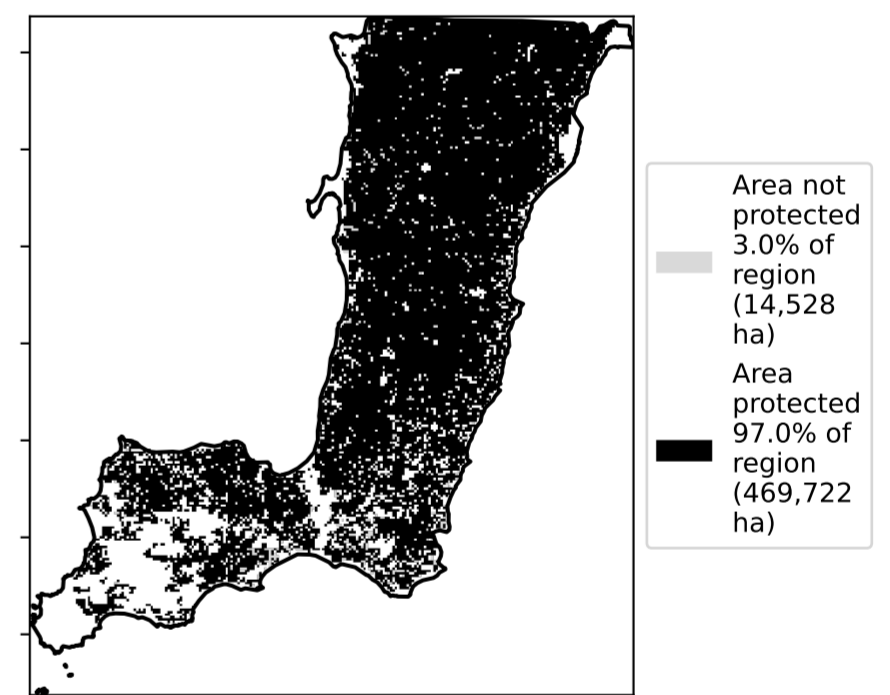 Area not
protected
3.0% of
region
(14,528
ha)
Area
protected
97.0% of
region
(469,722
ha)